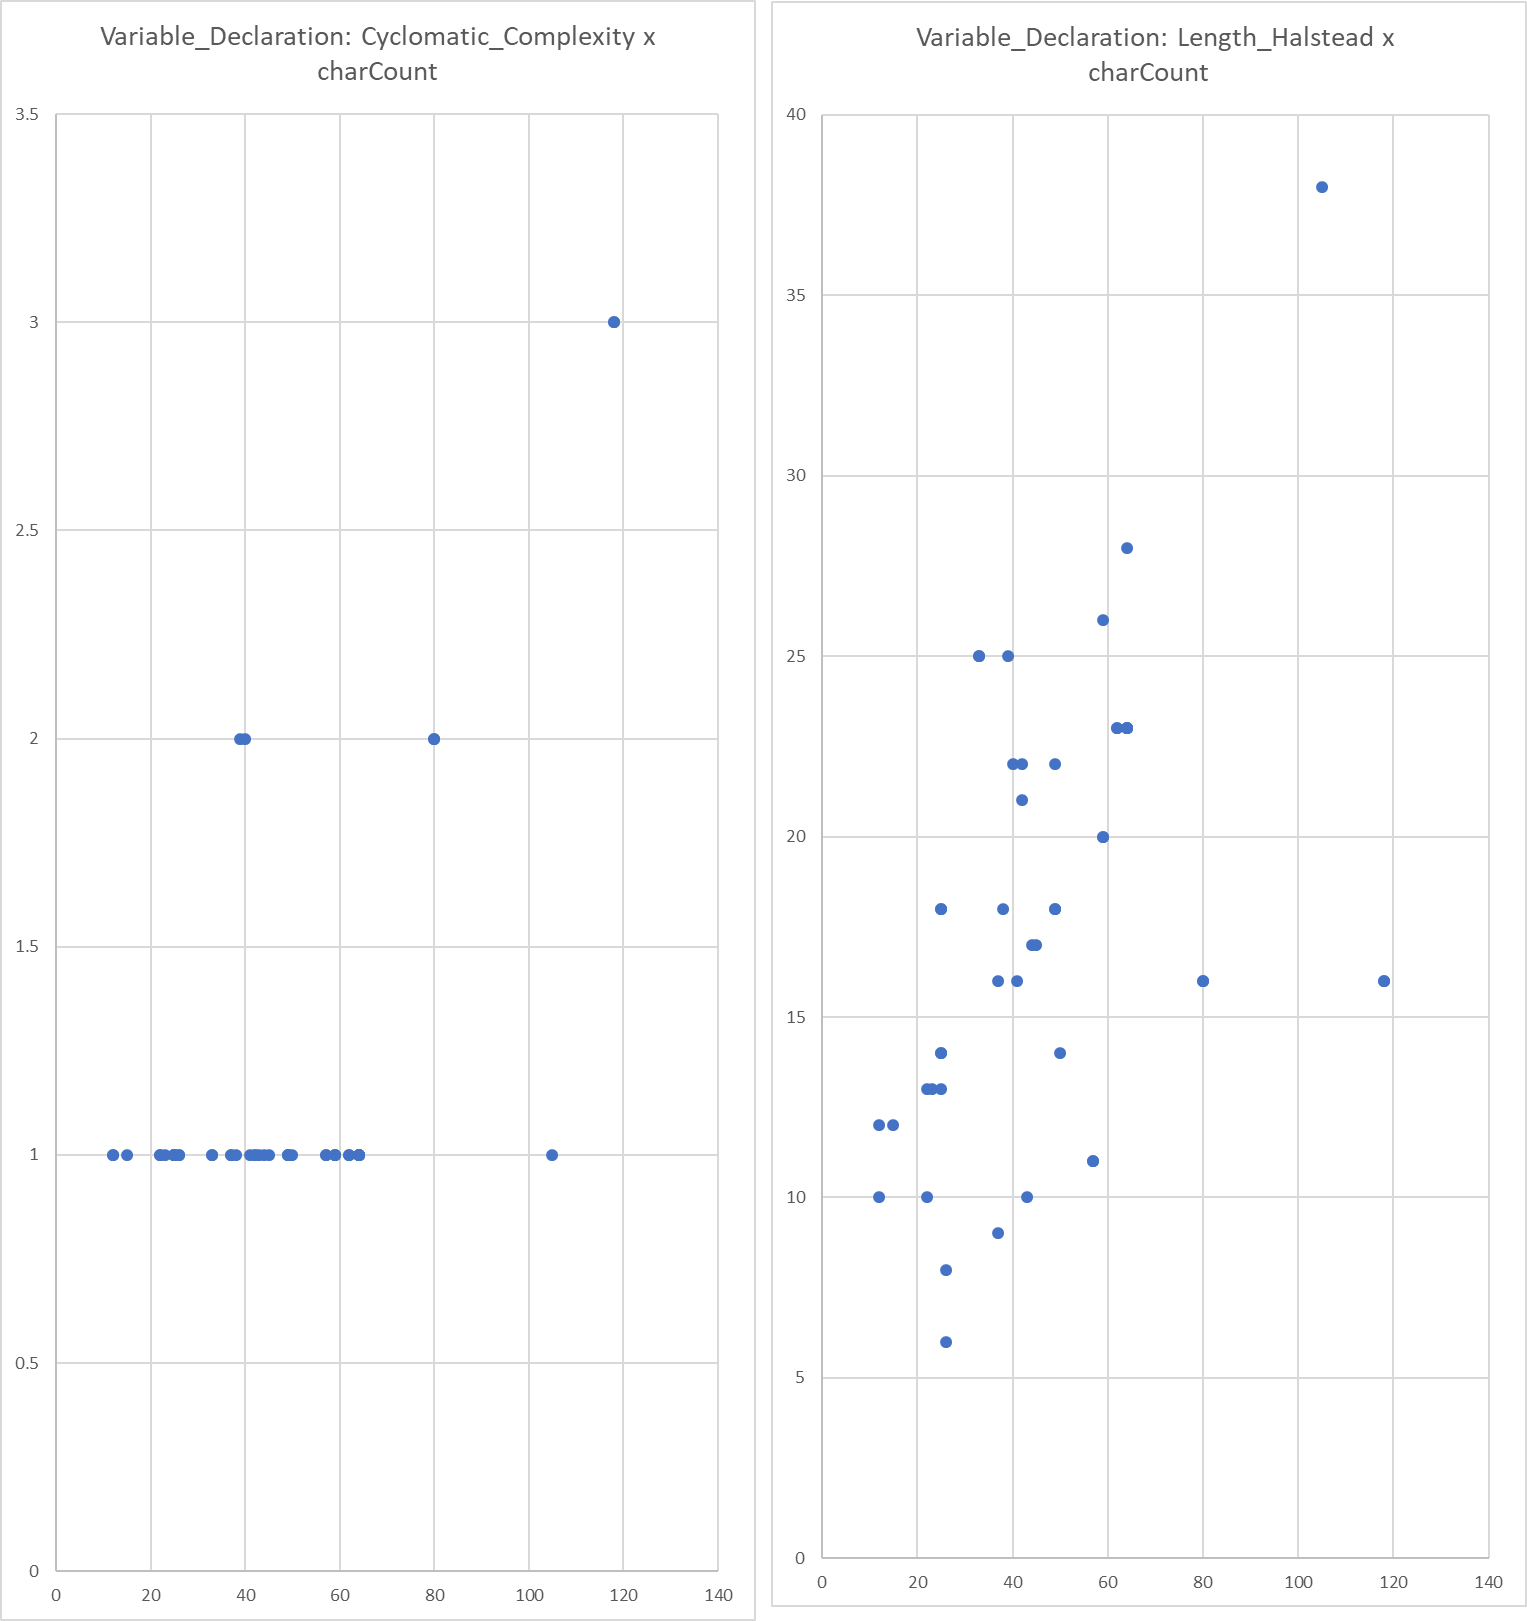 Variable_Declaration: Cyclomatic_Complexity x
charCount
3.5
3
2.5
2
1.5
1
0.5
0
0 20 40 60 80 100 120 140
Variable_Declaration: Length_Halstead x
charCount
40
35
30
25
20
15
10
5
0
0 20 40 60 80 100 120 140